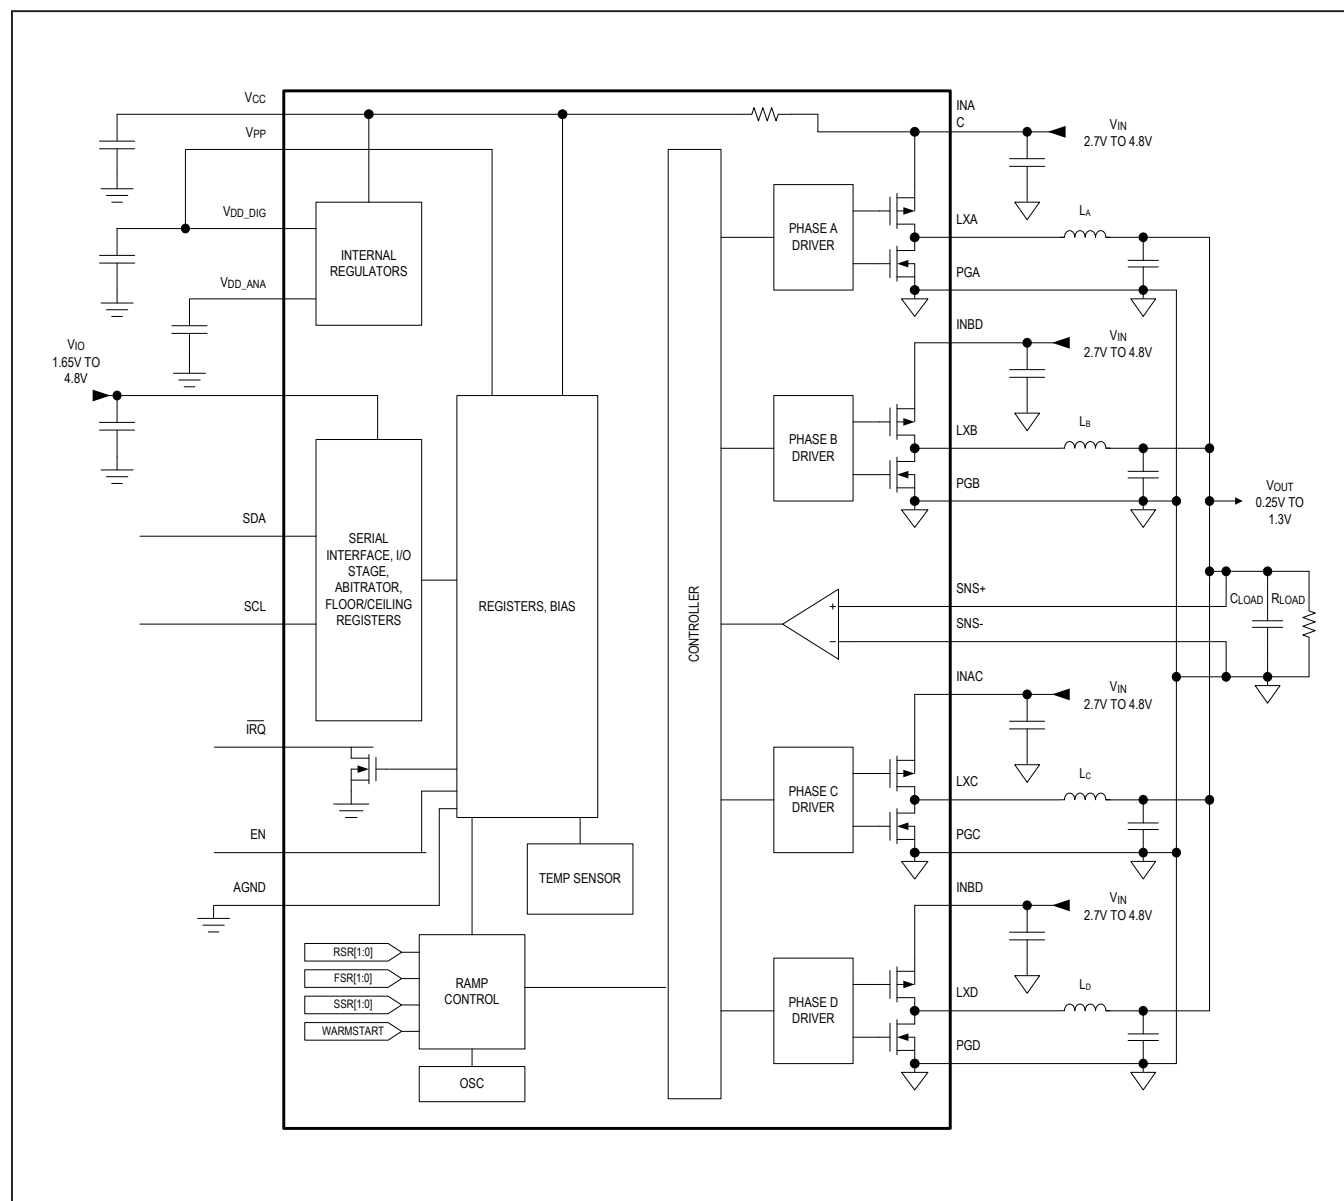 VCC
VPP
VDD_DIG
VDD_ANA
VIO
1.65V TO
4.8V
SDA
SCL
IRQ
EN
AGND
INTERNAL
REGULATORS
SERIAL
INTERFACE, I/O
STAGE,
ABITRATOR,
FLOOR/CEILING
REGISTERS
REGISTERS, BIAS
TEMP SENSOR
RSR[1:0]
FSR[1:0]
SSR[1:0]
WARMSTART
RAMP
CONTROL
OSC
CONTROLLER
PHASE A
DRIVER
PHASE B
DRIVER
+
−
PHASE C
DRIVER
PHASE D
DRIVER
INA
C
VIN
2.7V TO 4.8V
LXA
LA
PGA
INBD
VIN
2.7V TO 4.8V
LXB
LB
PGB
VOUT
0.25V TO
1.3V
SNS+
SNS-
CLOAD
RLOAD
INAC
VIN
2.7V TO 4.8V
LXC
LC
PGC
INBD
VIN
2.7V TO 4.8V
LXD
LD
PGD